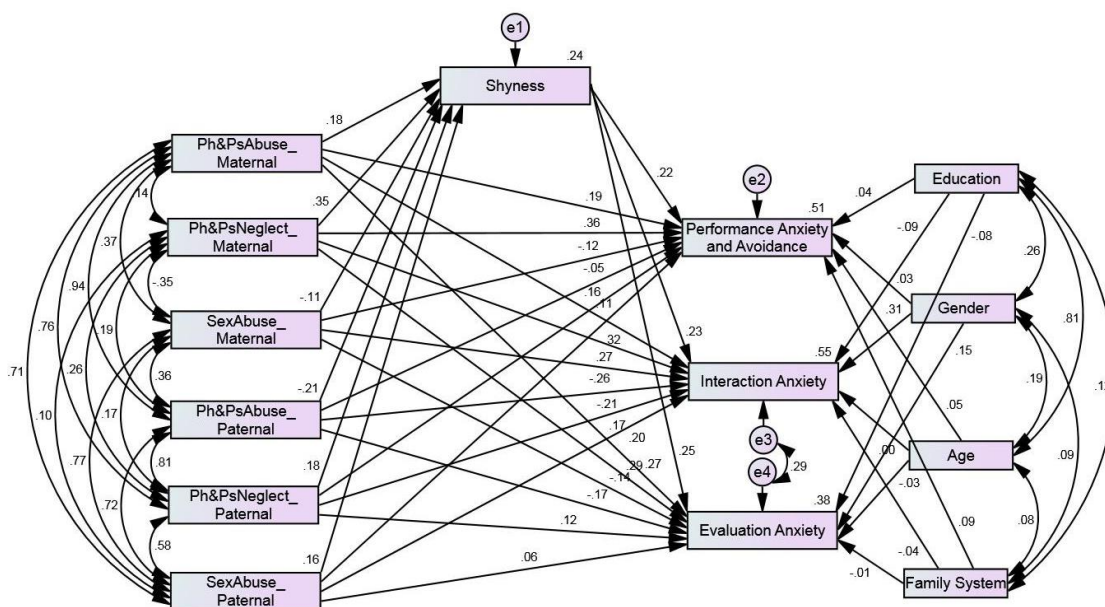 e1
.24
Shyness
.18
Ph&PsAbuse_
Maternal
.14
.35
Ph&PsNeglect_
Maternal
.37
-.35
.94
.76
.19
.71
.26
.10
.17
.77
.72
-.11
SexAbuse_
Maternal
.36
-.21
Ph&PsAbuse_
Paternal
.81
.18
Ph&PsNeglect_
Paternal
.58
.16
SexAbuse_
Paternal
.22
.19
.36
-.12
-.05
.16
.11
e2
.51
Performance Anxiety
and Avoidance
.23
.32
.27
-.26
-.21
.17
.55
Interaction Anxiety
e3
e4
.29
.20
.29
.27
-.14
.25
-.17
.12
.06
.38
Evaluation Anxiety
.04
-.09
-.08
Education
.03
.31
.15
Gender
.05
.00
-.03
Age
.09
-.04
-.01
Family System
.26
.81
.19
.09
.08